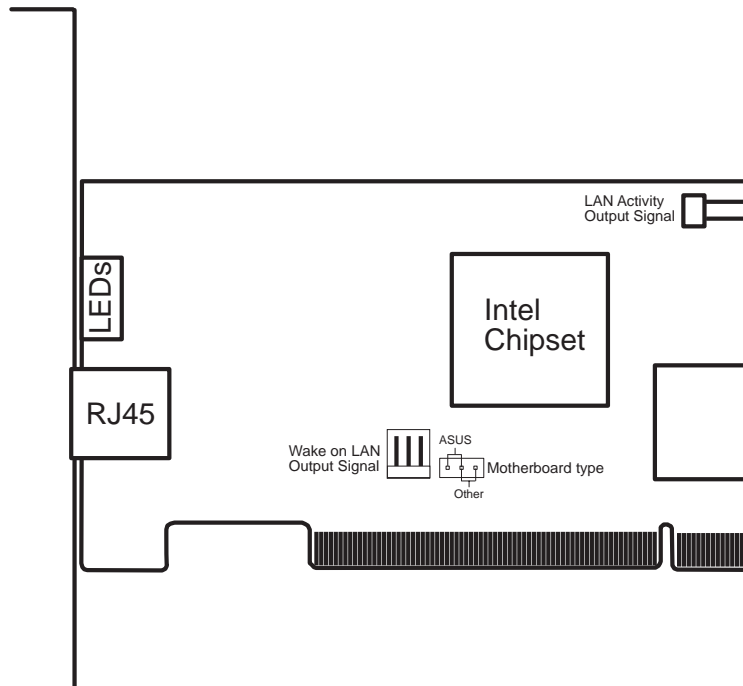 LAN Activity
Output Signal
LEDs
Intel
Chipset
RJ45
Wake on LAN
Output Signal
ASUS
Motherboard type
Other